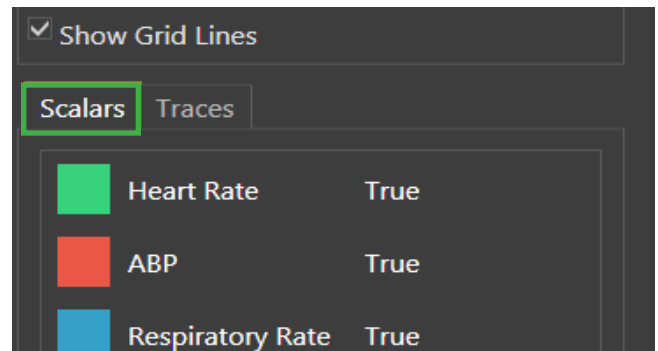 Show Grid Lines
Scalars Traces
Heart Rate True
ABP True
Respiratory Rate True